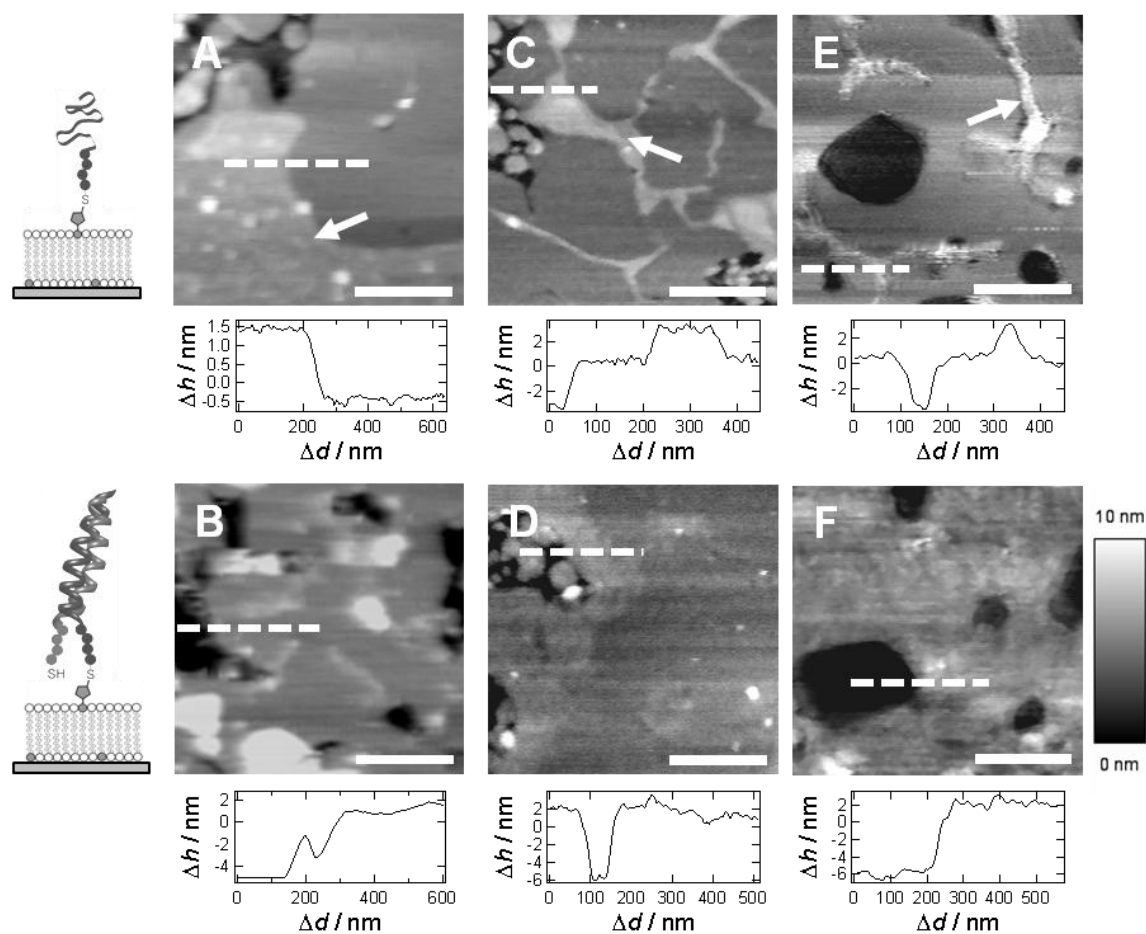 A
C
E
S
1.5
1.0
0.5
0.0
-0.5
Δh / nm
0 200 400 600
Δd / nm
2
0
-2
Δh / nm
0 100 200 300 400
Δd / nm
2
0
-2
Δh / nm
0 100 200 300 400
Δd / nm
B
D
F
10 nm
0 nm
SH S
2
0
-4
Δh / nm
0 200 400 600
Δd / nm
2
0
-2
-4
-6
Δh / nm
0 100 200 300 400 500
Δd / nm
2
0
-2
-4
-6
Δh / nm
0 100 200 300 400 500
Δd / nm